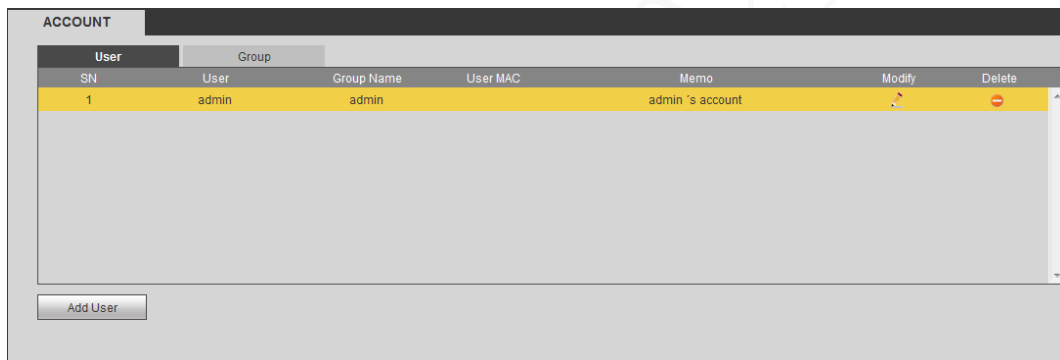 ACCOUNT
User Group
SN User Group Name User MAC Memo Modify Delete
1 admin admin admin ´s account
Add User